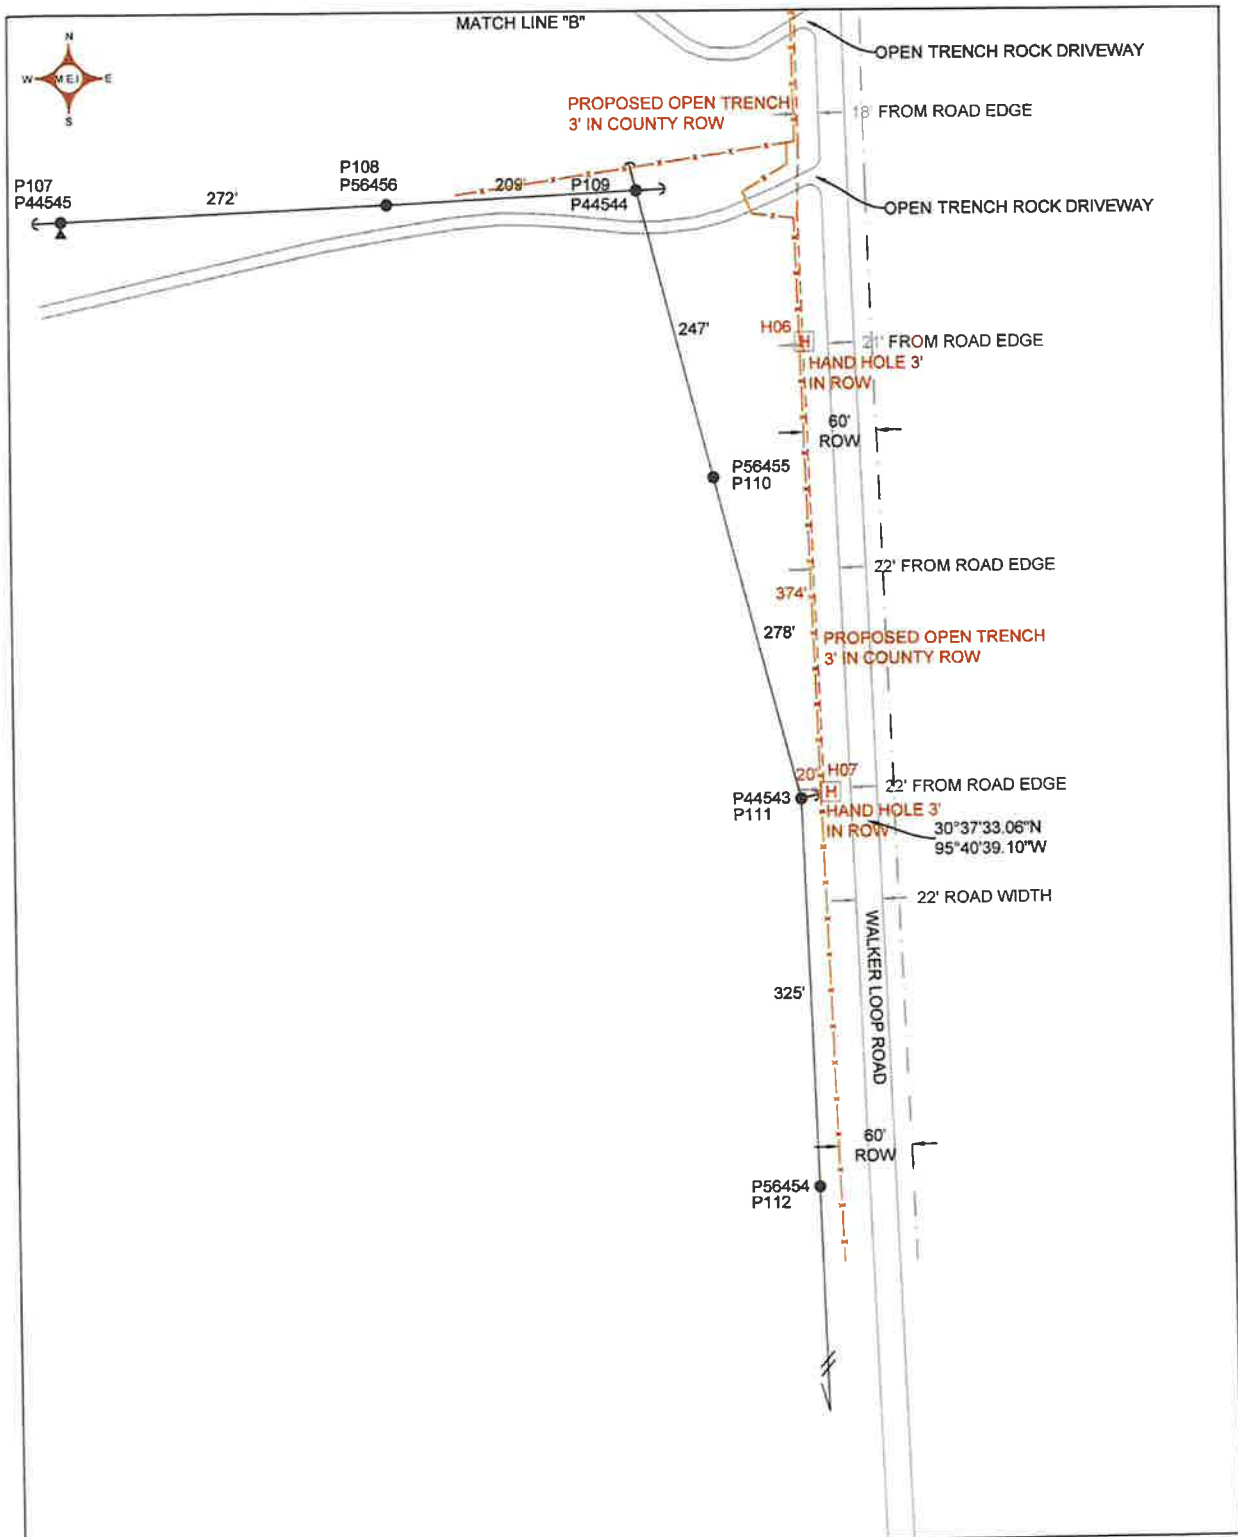 MATCH LINE "B"
N
W MEI E
S
OPEN TRENCH ROCK DRIVEWAY
PROPOSED OPEN TRENCH
3' IN COUNTY ROW
18' FROM ROAD EDGE
P107
P44545
272'
P108
P56456
209'
P109
P44544
OPEN TRENCH ROCK DRIVEWAY
247'
H06
H
21' FROM ROAD EDGE
HAND HOLE 3'
IN ROW
60'
ROW
P56455
P110
22' FROM ROAD EDGE
374'
278'
PROPOSED OPEN TRENCH
3' IN COUNTY ROW
20'
H07
H
22' FROM ROAD EDGE
P44543
P111
HAND HOLE 3'
IN ROW
30°37'33.06"N
95°40'39.10"W
22' ROAD WIDTH
WALKER LOOP ROAD
325'
60'
ROW
P56454
P112